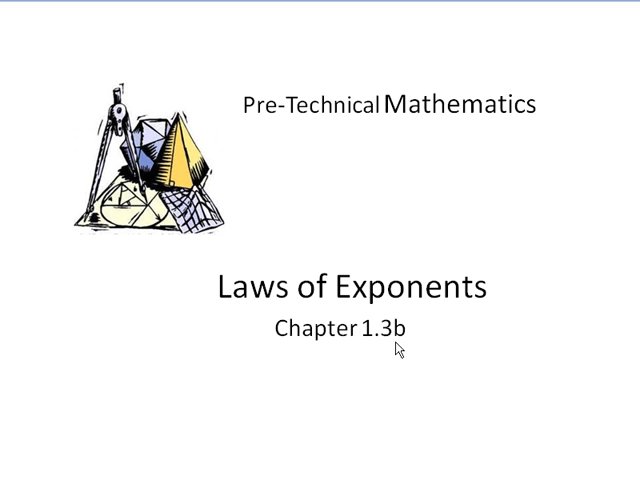 Pre-Technical Mathematics
Laws of Exponents
Chapter 1.3b